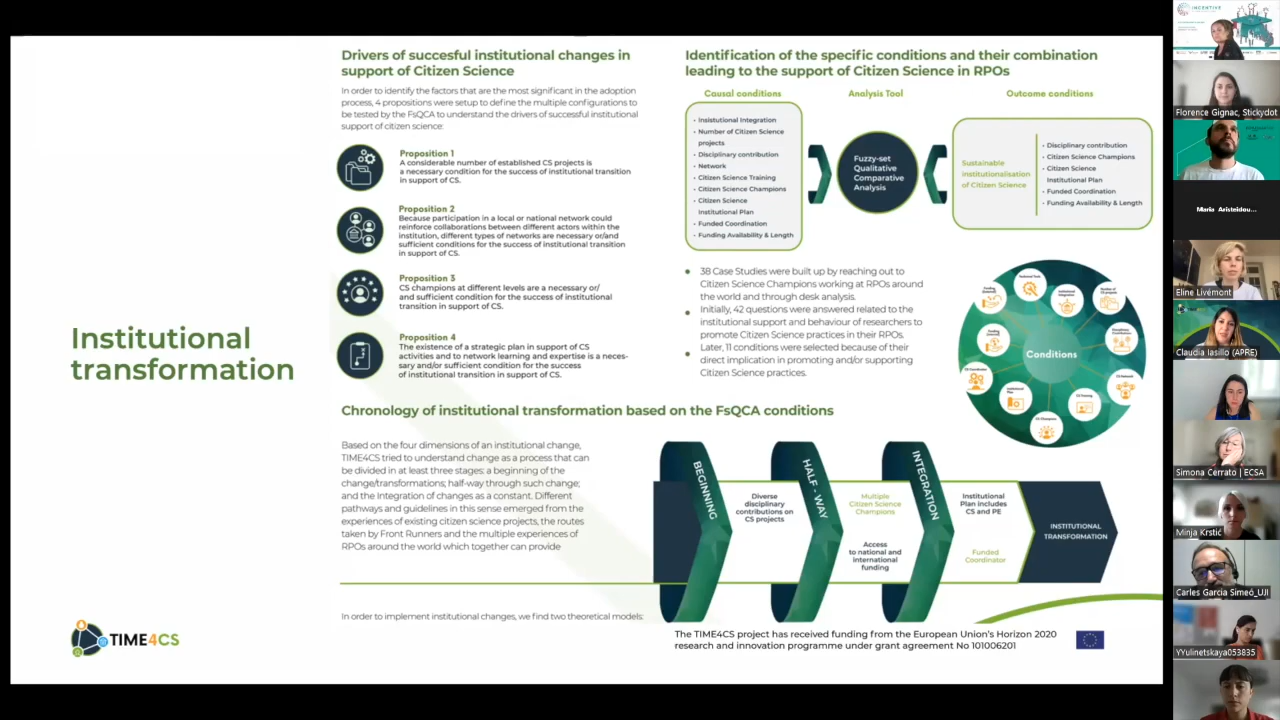 Institutional
transformation
Drivers of succesful institutional changes in
support of Citizen Science
In order to identify the factors that are the most significant in the adoption
process, 4 propositions were setup to define the multiple configurations to
be tested by the FsQCA to understand the drivers of successful institutional
support of citizen science:
Proposition 1
A considerable number of established CS projects is
a necessary condition for the success of institutional transition
in support of CS.
Proposition 2
Because participation in a local or national network could
reinforce collaborations between different actors within the
institution, different types of networks are necessary or/and
sufficient conditions for the success of institutional transition
in support of CS.
Proposition 3
CS champions at different levels are a necessary or/
and sufficient condition for the success of institutional
transition in support of CS.
Proposition 4
The existence of a strategic plan in support of CS
activities and to network learning and expertise is a neces-
sary and/or sufficient condition for the success
of institutional transition in support of CS.
Identification of the specific conditions and their combination
leading to the support of Citizen Science in RPOs
Causal conditions
• Insistutional Integration
• Number of Citizen Science
projects
• Disciplinary contribution
• Network
• Citizen Science Training
• Citizen Science Champions
• Citizen Science
Institutional Plan
• Funded Coordination
• Funding Availability & Length
Analysis Tool
Fuzzy-set
Qualitative
Comparative
Analysis
Outcome conditions
Sustainable
institutionalisation
of Citizen Science
• Disciplinary contribution
• Citizen Science Champions
• Citizen Science
Institutional Plan
• Funded Coordination
• Funding Availability & Length
• 38 Case Studies were built up by reaching out to
Citizen Science Champions working at RPOs around
the world and through desk analysis.
• Initially, 42 questions were answered related to the
institutional support and behaviour of researchers to
promote Citizen Science practices in their RPOs.
• Later, 11 conditions were selected because of their
direct implication in promoting and/or supporting
Citizen Science practices.
Conditions
CS Network
CS Training
CS Champions
Institutional
Plan
CS Coordinator
Chronology of institutional transformation based on the FsQCA conditions
Based on the four dimensions of an institutional change,
TIME4CS tried to understand change as a process that can
be divided in at least three stages: a beginning of the
change/transformations; half-way through such change;
and the Integration of changes as a constant. Different
pathways and guidelines in this sense emerged from the
experiences of existing citizen science projects, the routes
taken by Front Runners and the multiple experiences of
RPOs around the world which together can provide
In order to implement institutional changes, we find two theoretical models:
BEGINNING
Diverse
disciplinary
contributions on
CS projects
HALF - WAY
Multiple
Citizen Science
Champions
Access
to national and
international
funding
INTEGRATION
Institutional
Plan includes
CS and PE
Funded
Coordinator
INSTITUTIONAL
TRANSFORMATION
TIME4CS
The TIME4CS project has received funding from the European Union's Horizon 2020
research and innovation programme under grant agreement No 101006201
INCENTIVE
Florence Gignac, Stickydot
Maria Aristeidou...
Eline Livémont
Claudia Iasillo (APRE)
Simona Cerrato | ECSA
Minja Krstić
Carles Garcia Simeó_UJI
YYulinetskaya053835